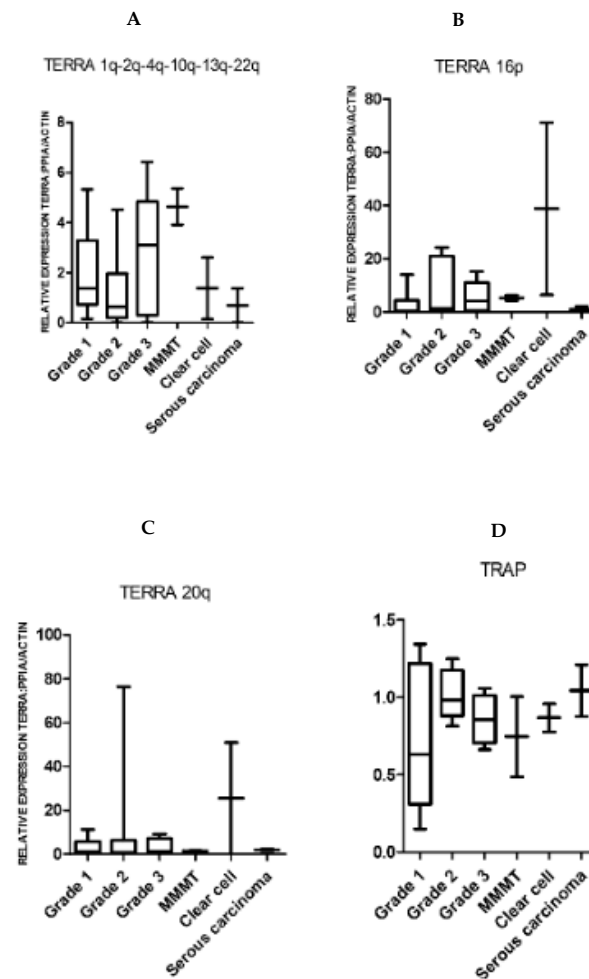 A
TERRA 1q-2q-4q-10q-13q-22q
RELATIVE EXPRESSION TERRA:PPIA/ACTIN
8
6
4
2
0
Grade 1
Grade 2
Grade 3
MMMT
Clear cell
Serous carcinoma
B
TERRA 16p
RELATIVE EXPRESSION TERRA:PPIA/ACTIN
80
60
40
20
0
Grade 1
Grade 2
Grade 3
MMMT
Clear cell
Serous carcinoma
C
TERRA 20q
RELATIVE EXPRESSION TERRA:PPIA/ACTIN
100
80
60
40
20
0
Grade 1
Grade 2
Grade 3
MMMT
Clear cell
Serous carcinoma
D
TRAP
1.5
1.0
0.5
0.0
Grade 1
Grade 2
Grade 3
MMMT
Clear cell
Serous carcinoma